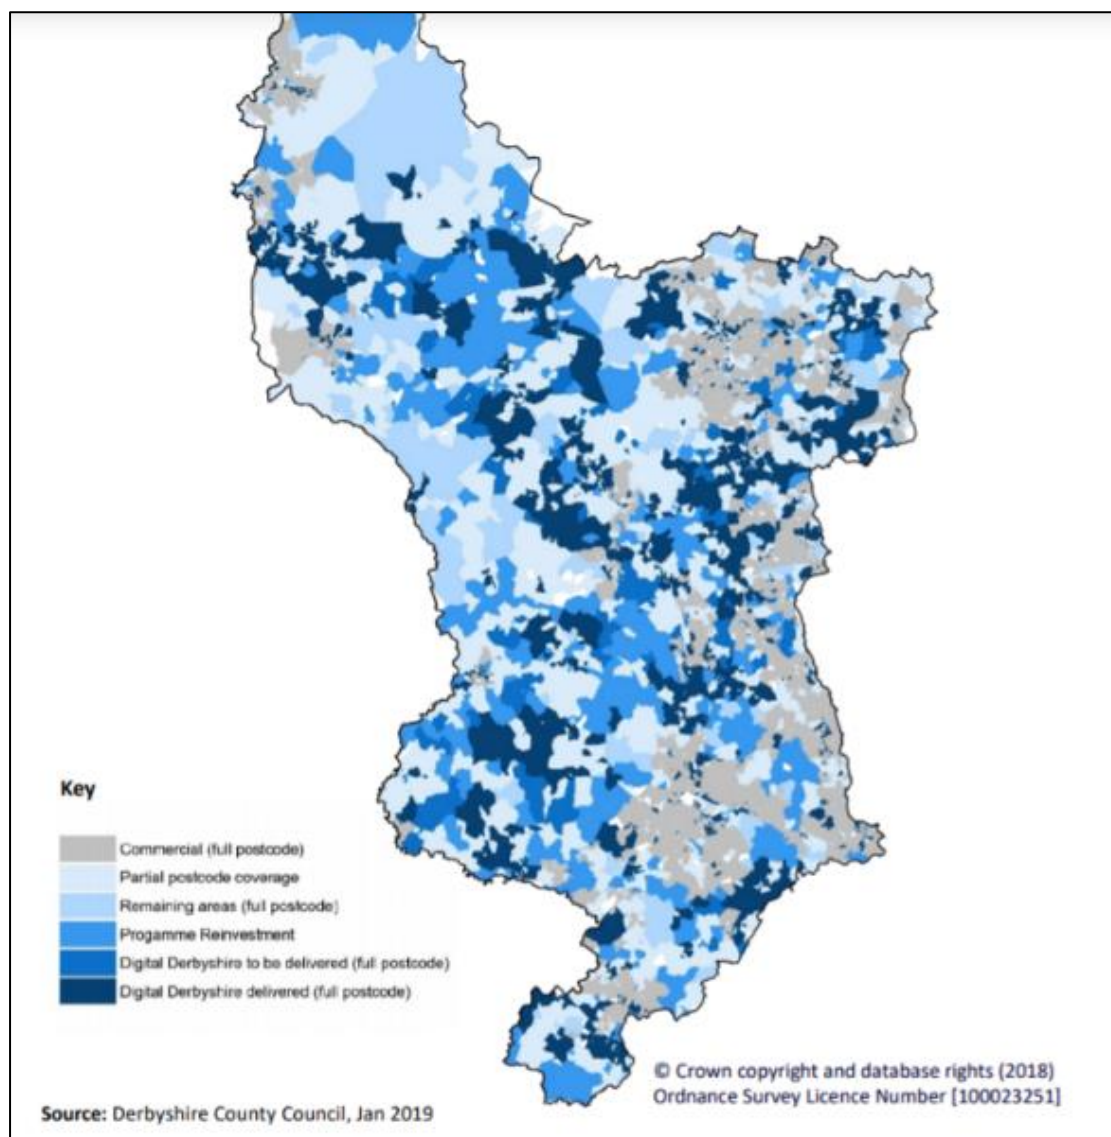 Key
Commercial (full postcode)
Partial postcode coverage
Remaining areas (full postcode)
Progamme Reinvestment
Digital Derbyshire to be delivered (full postcode)
Digital Derbyshire delivered (full postcode)
© Crown copyright and database rights (2018)
Ordnance Survey Licence Number [100023251]
Source: Derbyshire County Council, Jan 2019